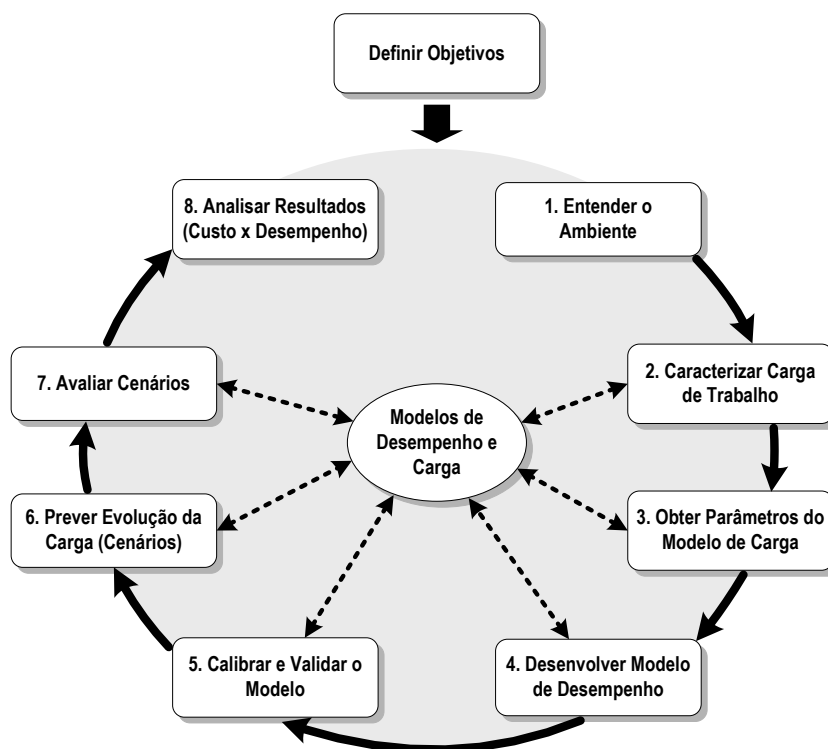 Definir Objetivos
1. Entender o
Ambiente
2. Caracterizar Carga
de Trabalho
3. Obter Parâmetros do
Modelo de Carga
4. Desenvolver Modelo
de Desempenho
5. Calibrar e Validar o
Modelo
6. Prever Evolução da
Carga (Cenários)
7. Avaliar Cenários
8. Analisar Resultados
(Custo x Desempenho)
Modelos de
Desempenho e
Carga